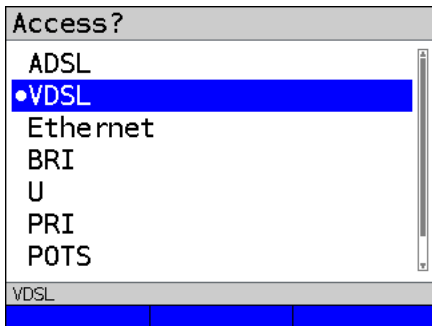 Access?
ADSL
•VDSL
Ethernet
BRI
U
PRI
POTS
VDSL